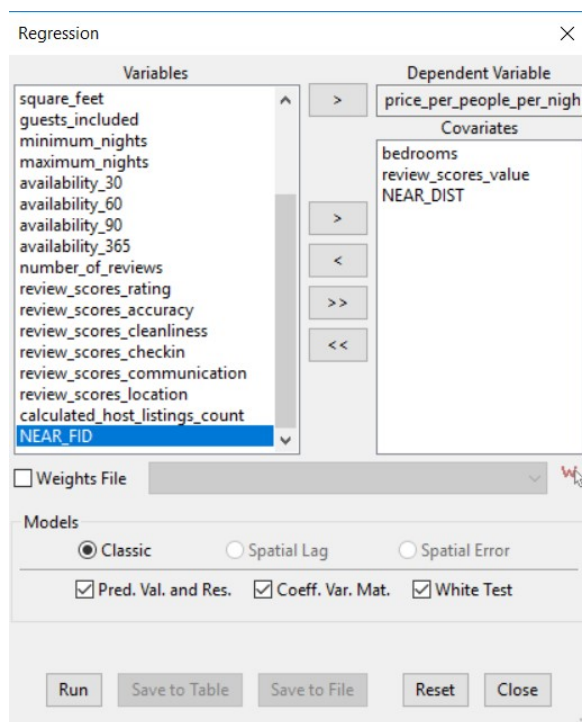 Regression
Variables
square_feet
guests_included
minimum_nights
maximum_nights
availability_30
availability_60
availability_90
availability_365
number_of_reviews
review_scores_rating
review_scores_accuracy
review_scores_cleanliness
review_scores_checkin
review_scores_communication
review_scores_location
calculated_host_listings_count
NEAR_FID
>
>
<
>>
<<
Dependent Variable
price_per_people_per_nigh
Covariates
bedrooms
review_scores_value
NEAR_DIST
Weights File
W
Models
Classic Spatial Lag Spatial Error
Pred. Val. and Res. Coeff. Var. Mat. White Test
Run Save to Table Save to File Reset Close